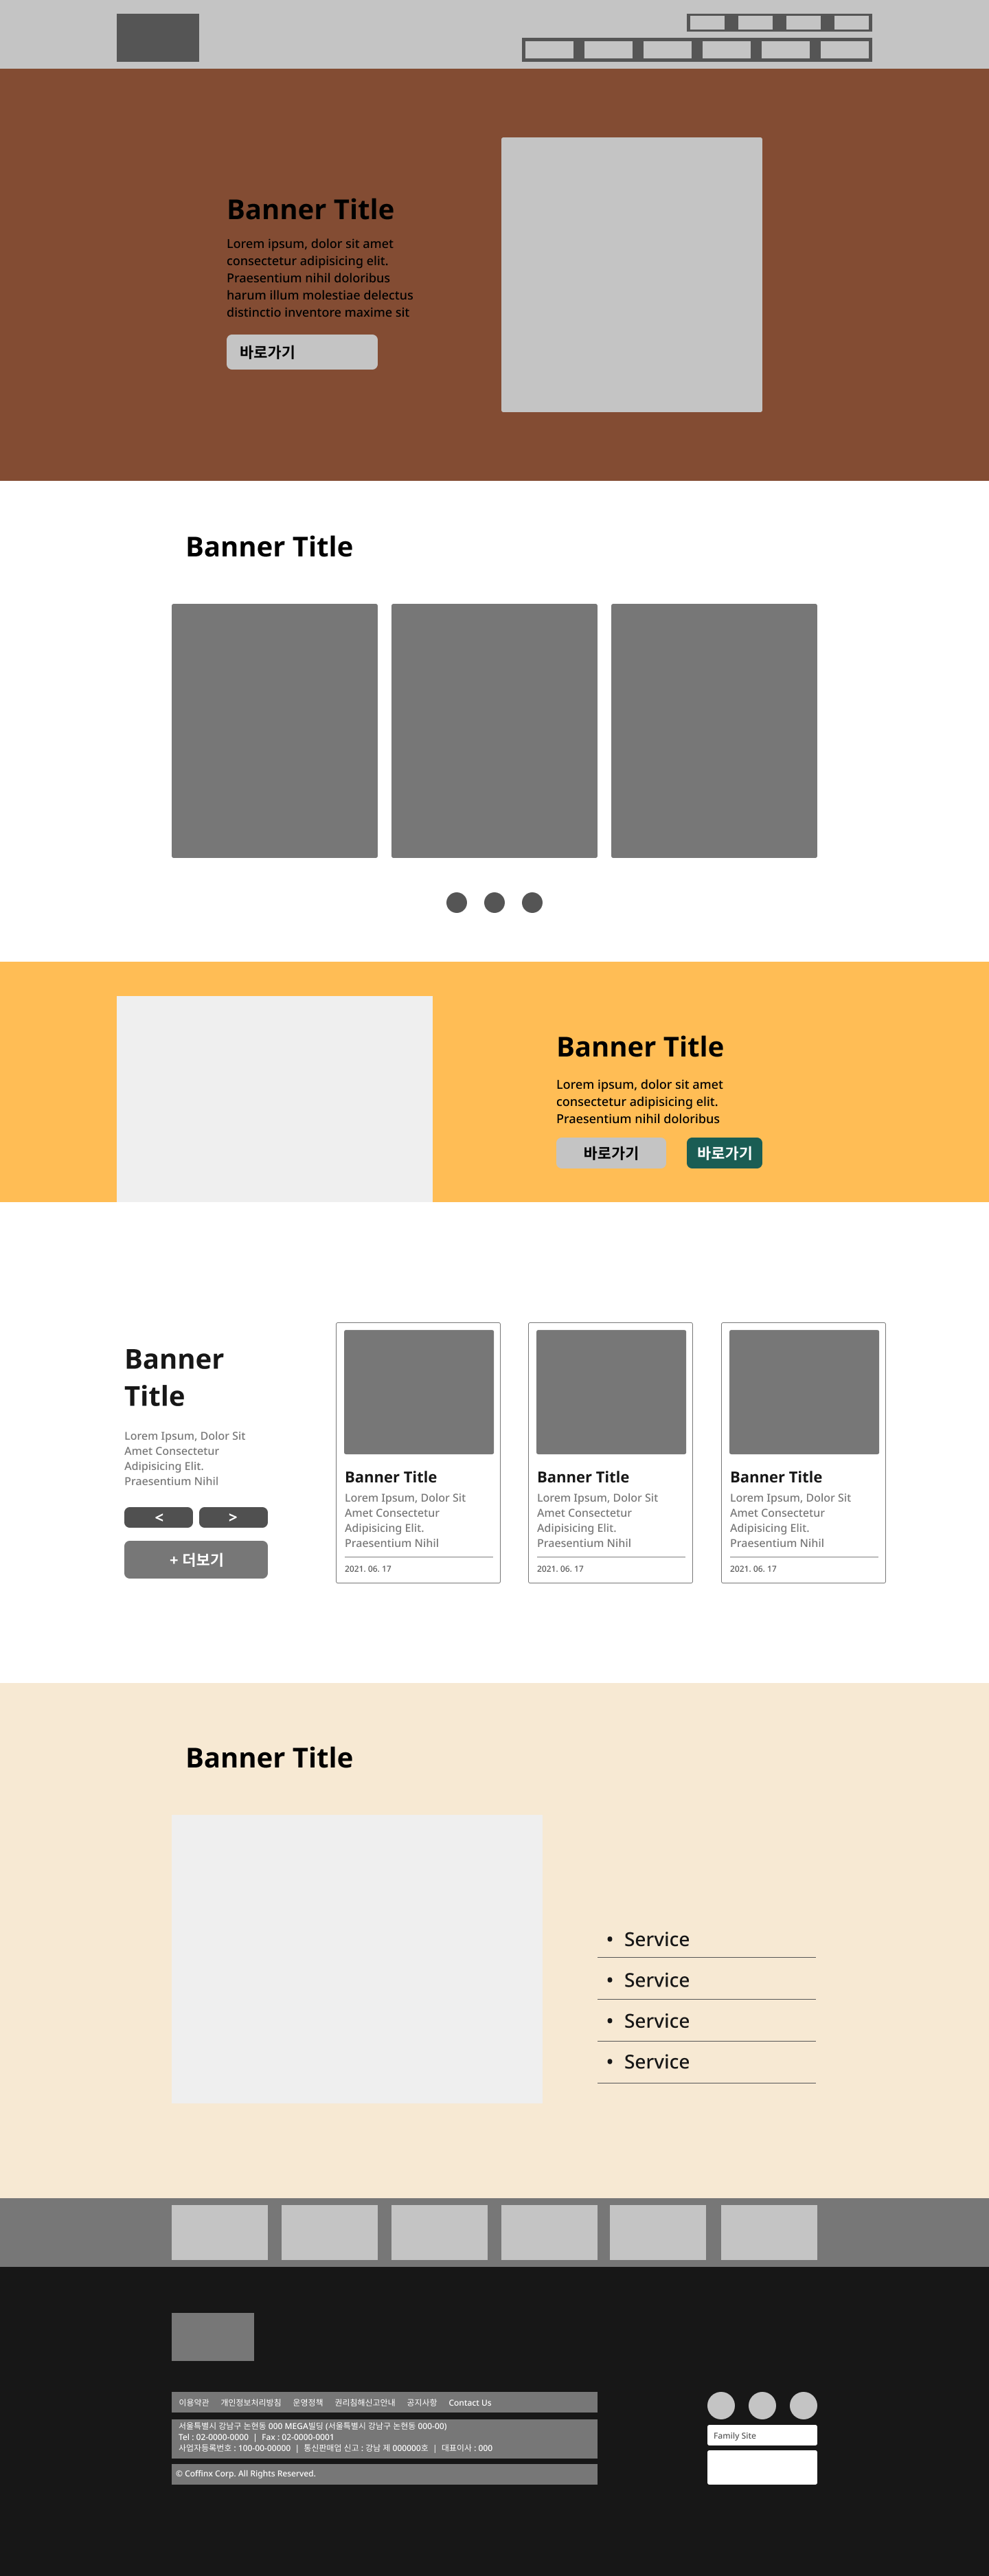 Banner Title
Lorem ipsum, dolor sit amet
consectetur adipisicing elit.
Praesentium nihil doloribus
harum illum molestiae delectus
distinctio inventore maxime sit
바로가기
Banner Title
Banner Title
Lorem ipsum, dolor sit amet
consectetur adipisicing elit.
Praesentium nihil doloribus
바로가기
바로가기
Banner
Title
Lorem Ipsum, Dolor Sit
Amet Consectetur
Adipisicing Elit.
Praesentium Nihil
< >
+ 더보기
Banner Title
Lorem Ipsum, Dolor Sit
Amet Consectetur
Adipisicing Elit.
Praesentium Nihil
2021. 06. 17
Banner Title
Lorem Ipsum, Dolor Sit
Amet Consectetur
Adipisicing Elit.
Praesentium Nihil
2021. 06. 17
Banner Title
Lorem Ipsum, Dolor Sit
Amet Consectetur
Adipisicing Elit.
Praesentium Nihil
2021. 06. 17
Banner Title
• Service
• Service
• Service
• Service
이용약관 개인정보처리방침 운영정책 권리침해신고안내 공지사항 Contact Us
서울특별시 강남구 논현동 000 MEGA빌딩 (서울특별시 강남구 논현동 000-00)
Tel : 02-0000-0000 | Fax : 02-0000-0001
사업자등록번호 : 100-00-00000 | 통신판매업 신고 : 강남 제 000000호 | 대표이사 : 000
© Coffinx Corp. All Rights Reserved.
Family Site